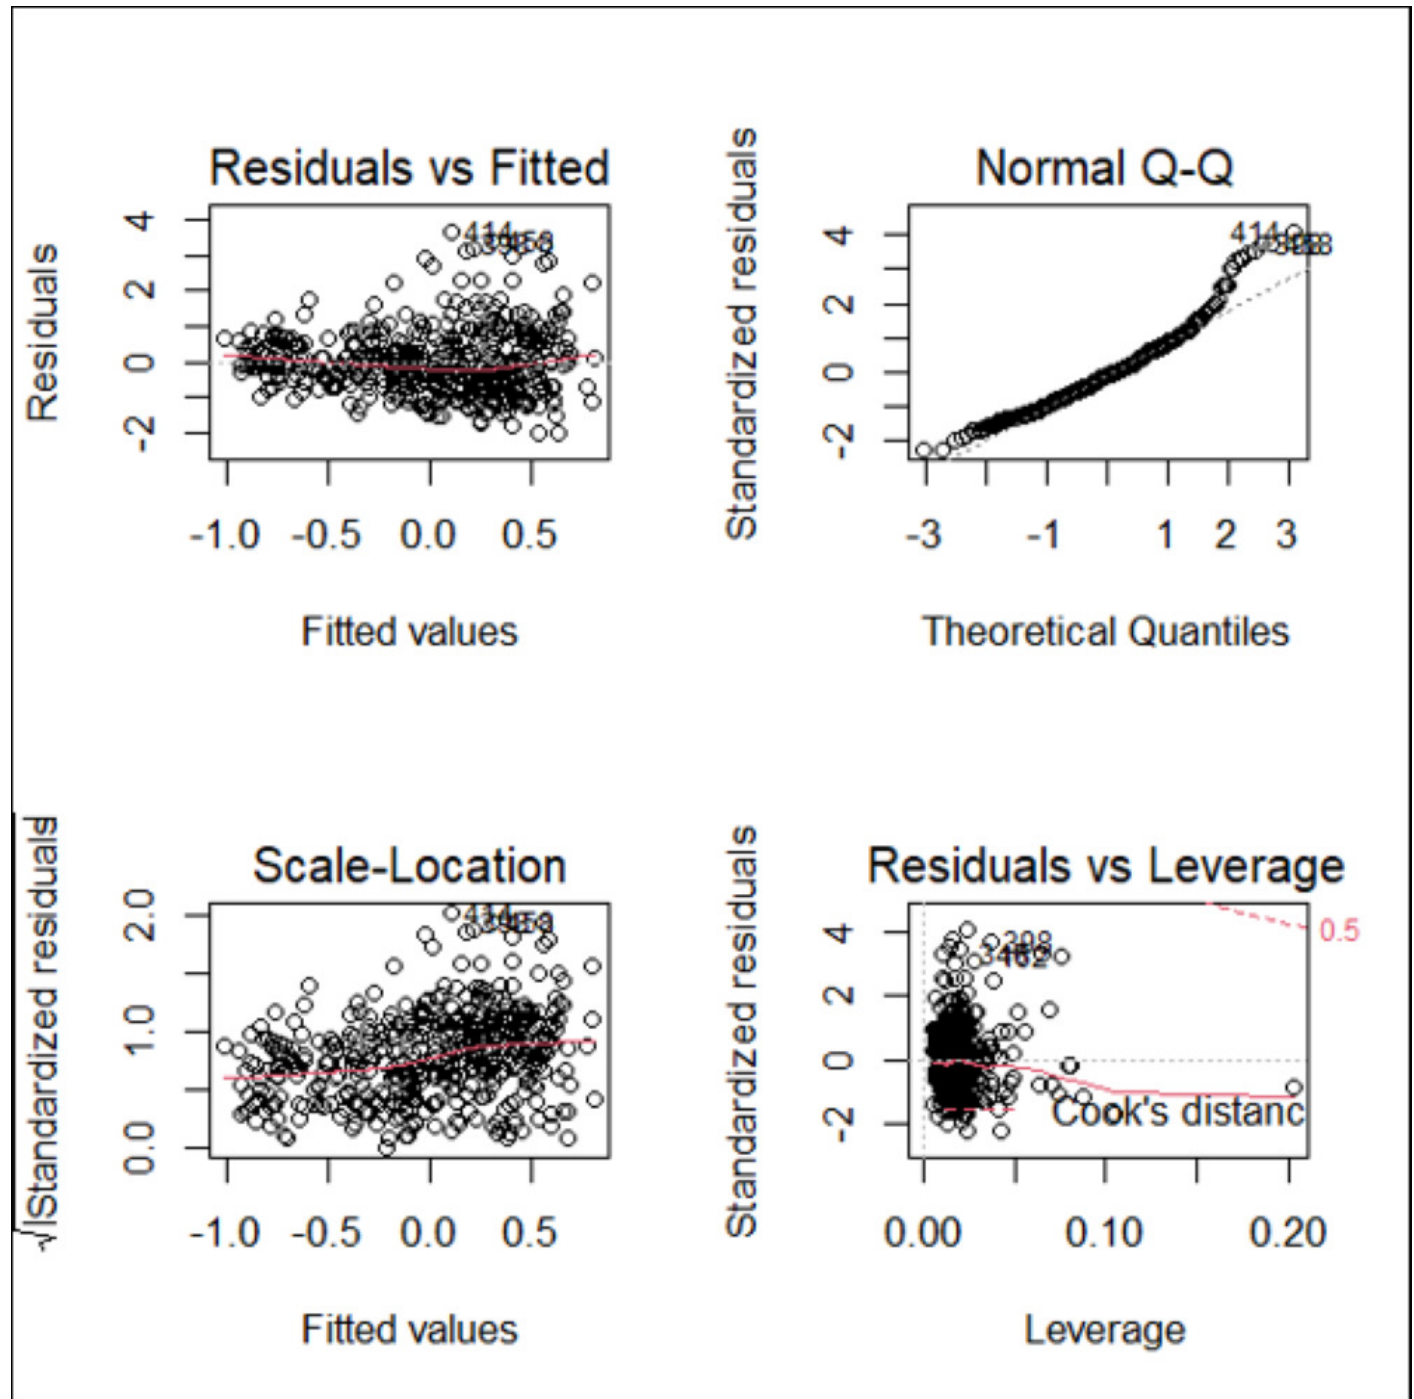 Residuals vs Fitted
Residuals
4
2
0
-2
414
-1.0 -0.5 0.0 0.5
Fitted values
Normal Q-Q
Standardized residuals
4
2
0
-2
414
-3 -1 1 2 3
Theoretical Quantiles
Scale-Location
√|Standardized residuals|
2.0
1.0
0.0
414
-1.0 -0.5 0.0 0.5
Fitted values
Residuals vs Leverage
Standardized residuals
4
2
0
-2
0.5
398
Cook's distanc
0.00 0.10 0.20
Leverage